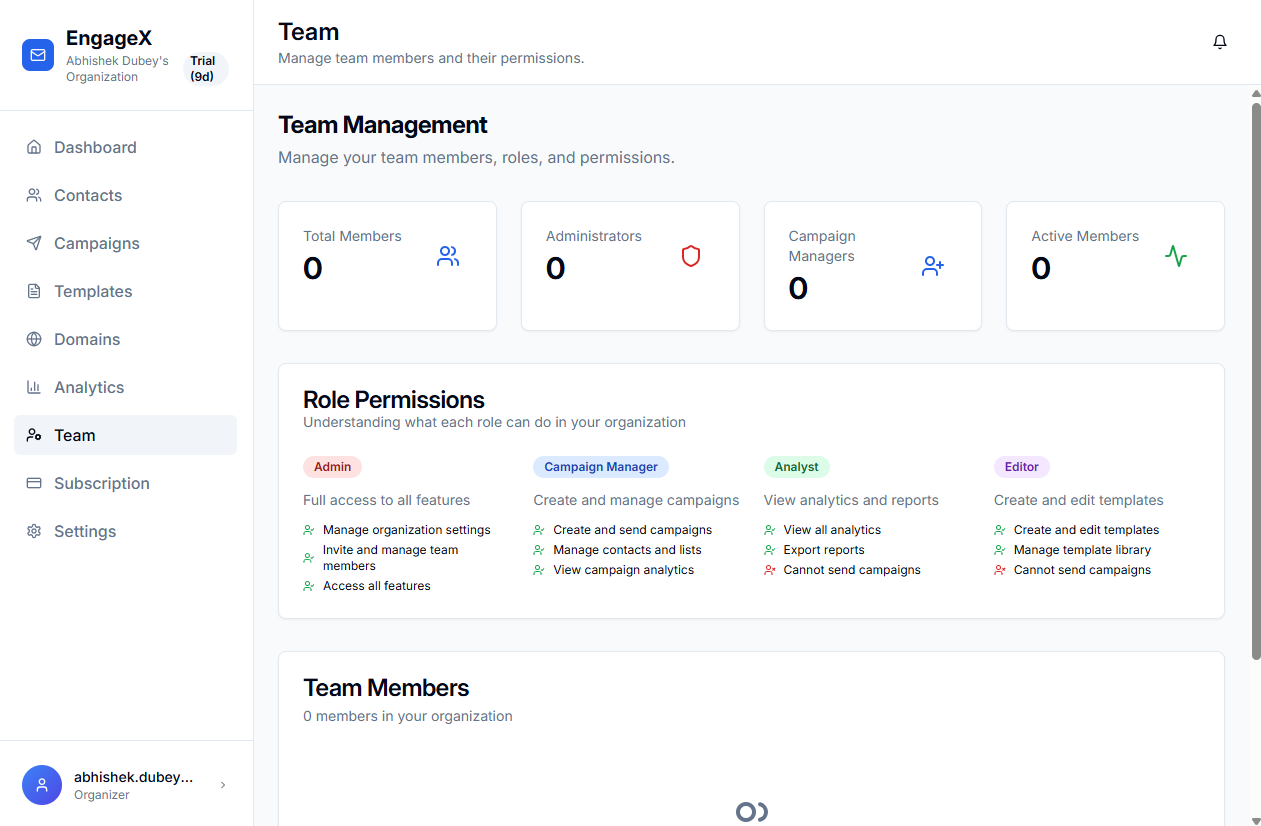 EngageX
Abhishek Dubey's
Organization
Trial
(9d)
Dashboard
Contacts
Campaigns
Templates
Domains
Analytics
Team
Subscription
Settings
abhishek.dubey...
Organizer
Team
Manage team members and their permissions.
Team Management
Manage your team members, roles, and permissions.
Total Members
0
Administrators
0
Campaign
Managers
0
Active Members
0
Role Permissions
Understanding what each role can do in your organization
Admin
Full access to all features
Manage organization settings
Invite and manage team
members
Access all features
Campaign Manager
Create and manage campaigns
Create and send campaigns
Manage contacts and lists
View campaign analytics
Analyst
View analytics and reports
View all analytics
Export reports
Cannot send campaigns
Editor
Create and edit templates
Create and edit templates
Manage template library
Cannot send campaigns
Team Members
0 members in your organization